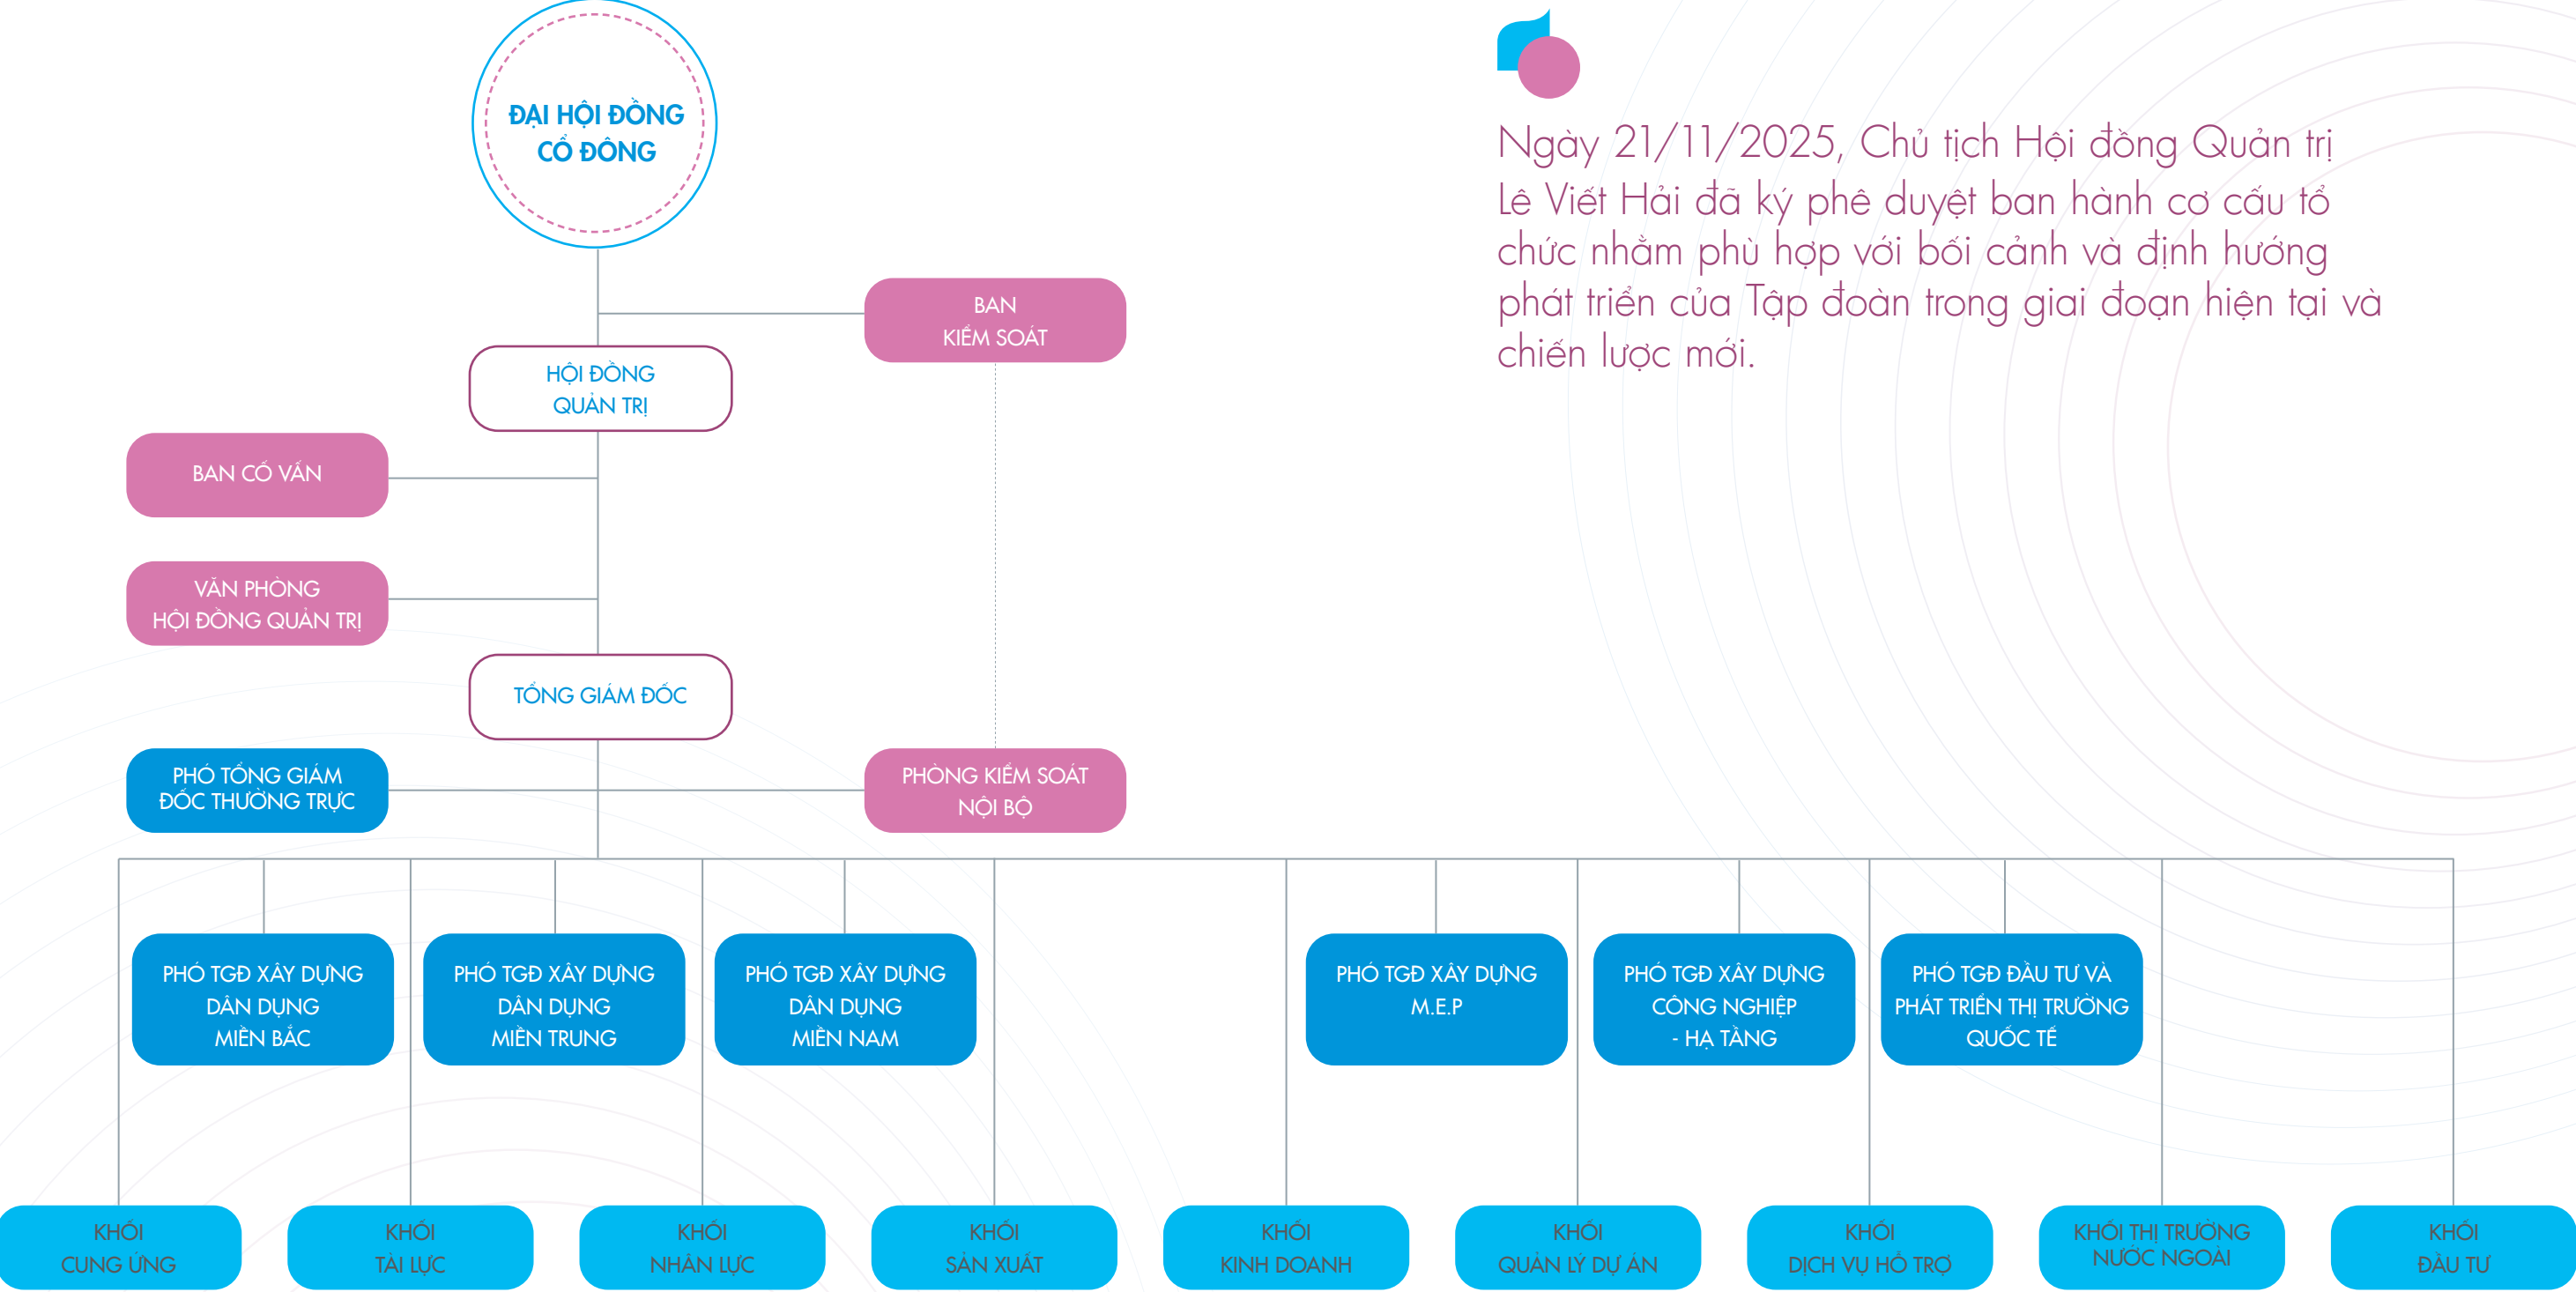 ĐẠI HỘI ĐỒNG
CỔ ĐÔNG
Ngày 21/11/2025, Chủ tịch Hội đồng Quản trị
Lê Viết Hải đã ký phê duyệt ban hành cơ cấu tổ
chức nhằm phù hợp với bối cảnh và định hướng
phát triển của Tập đoàn trong giai đoạn hiện tại và
chiến lược mới.
BAN
KIỂM SOÁT
HỘI ĐỒNG
QUẢN TRỊ
BAN CỐ VẤN
VĂN PHÒNG
HỘI ĐỒNG QUẢN TRỊ
TỔNG GIÁM ĐỐC
PHÓ TỔNG GIÁM
ĐỐC THƯỜNG TRỰC
PHÒNG KIỂM SOÁT
NỘI BỘ
PHÓ TGĐ XÂY DỰNG
DÂN DỤNG
MIỀN BẮC
PHÓ TGĐ XÂY DỰNG
DÂN DỤNG
MIỀN TRUNG
PHÓ TGĐ XÂY DỰNG
DÂN DỤNG
MIỀN NAM
PHÓ TGĐ XÂY DỰNG
M.E.P
PHÓ TGĐ XÂY DỰNG
CÔNG NGHIỆP
- HẠ TẦNG
PHÓ TGĐ ĐẦU TƯ VÀ
PHÁT TRIỂN THỊ TRƯỜNG
QUỐC TẾ
KHỐI
CUNG ỨNG
KHỐI
TÀI LỰC
KHỐI
NHÂN LỰC
KHỐI
SẢN XUẤT
KHỐI
KINH DOANH
KHỐI
QUẢN LÝ DỰ ÁN
KHỐI
DỊCH VỤ HỖ TRỢ
KHỐI THỊ TRƯỜNG
NƯỚC NGOÀI
KHỐI
ĐẦU TƯ